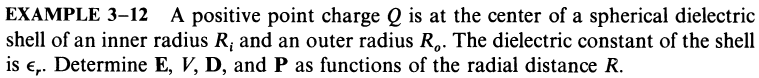 EXAMPLE 3–12 A positive point charge Q is at the center of a spherical dielectric
shell of an inner radius Rᵢ and an outer radius Rₒ. The dielectric constant of the shell
is ϵᵣ. Determine E, V, D, and P as functions of the radial distance R.